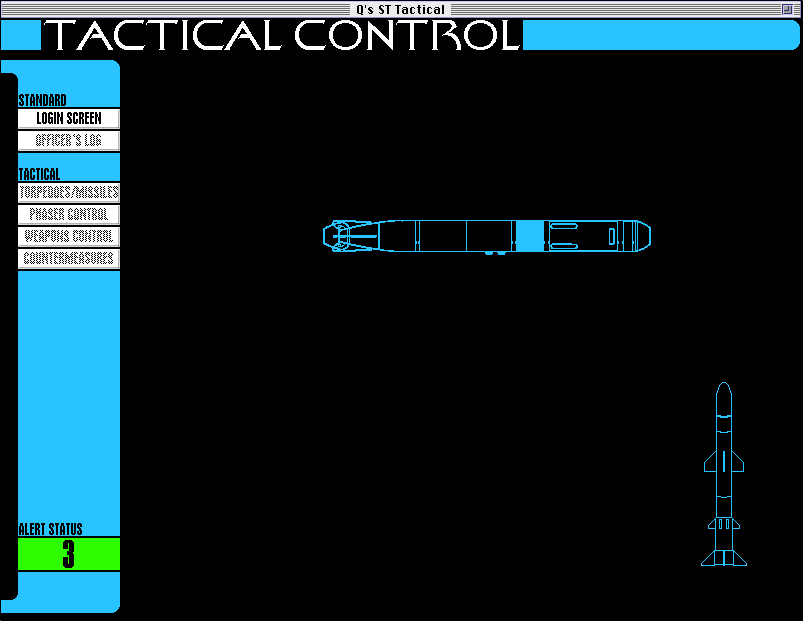 Q's ST Tactical
TACTICAL CONTROL
STANDARD
LOGIN SCREEN
OFFICER'S LOG
TACTICAL
TORPEDOES/MISSILES
PHASER CONTROL
WEAPONS CONTROL
COUNTERMEASURES
ALERT STATUS
3